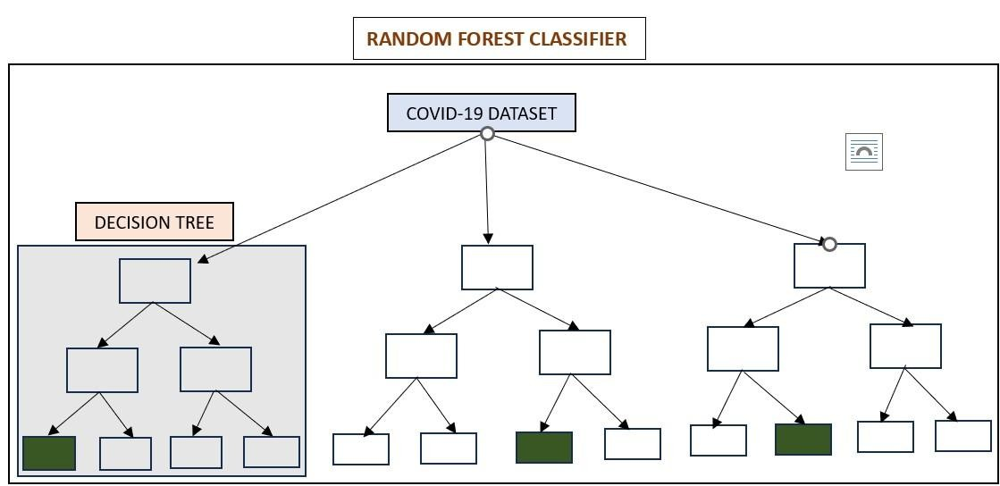 RANDOM FOREST CLASSIFIER
COVID-19 DATASET
DECISION TREE